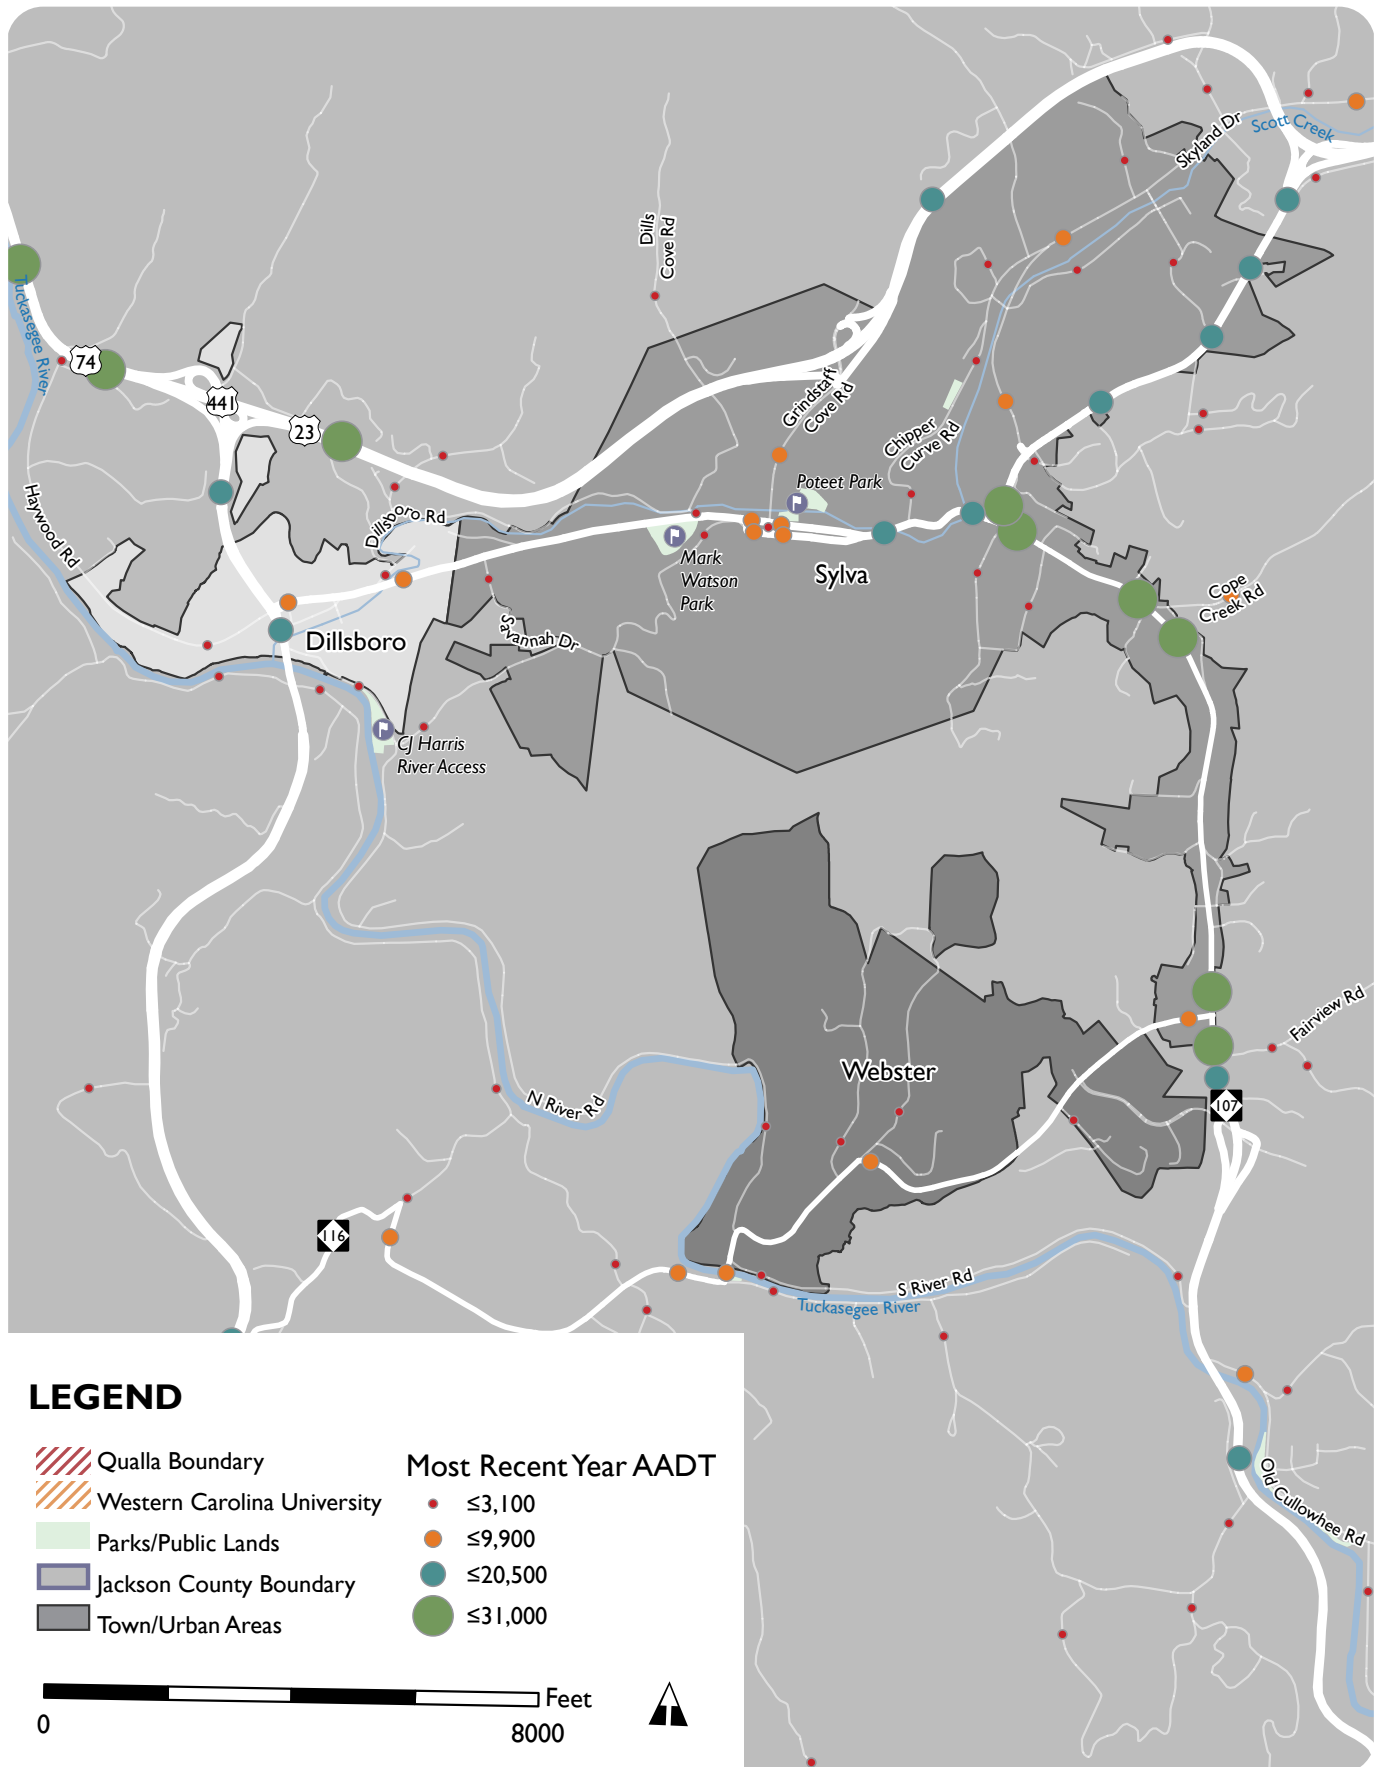 Skyland Dr
Scott Creek
Dills
Cove Rd
Tuckasegee River
74
441
23
Grindstaff
Cove Rd
Chipper
Curve Rd
Poteet Park
Haywood Rd
Dillsboro Rd
Mark
Watson
Park
Sylva
Cope
Creek Rd
Savannah Dr
Dillsboro
CJ Harris
River Access
Fairview Rd
Webster
107
N River Rd
116
S River Rd
Tuckasegee River
Old Cullowhee Rd
LEGEND
Qualla Boundary
Western Carolina University
Parks/Public Lands
Jackson County Boundary
Town/Urban Areas
Most Recent Year AADT
≤3,100
≤9,900
≤20,500
≤31,000
Feet
0
8000